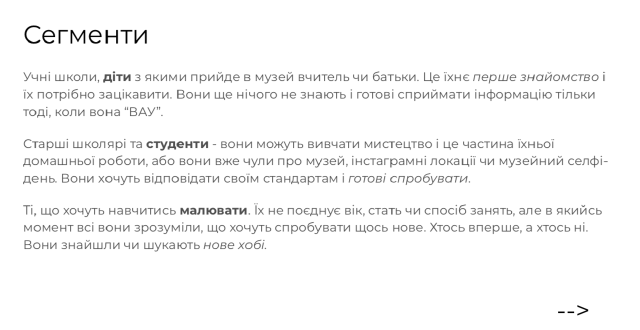 Сегменти
Учні школи, діти з якими прийде в музей вчитель чи батьки. Це їхнє перше знайомство і
їх потрібно зацікавити. Вони ще нічого не знають і готові сприймати інформацію тільки
тоді, коли вона “ВАУ”.
Старші школярі та студенти - вони можуть вивчати мистецтво і це частина їхньої
домашньої роботи, або вони вже чули про музей, інстаграмні локації чи музейний селфі-
день. Вони хочуть відповідати своїм стандартам і готові спробувати.
Ті, що хочуть навчитись малювати. Їх не поєднує вік, стать чи спосіб занять, але в якийсь
момент всі вони зрозуміли, що хочуть спробувати щось нове. Хтось вперше, а хтось ні.
Вони знайшли чи шукають нове хобі.
-->